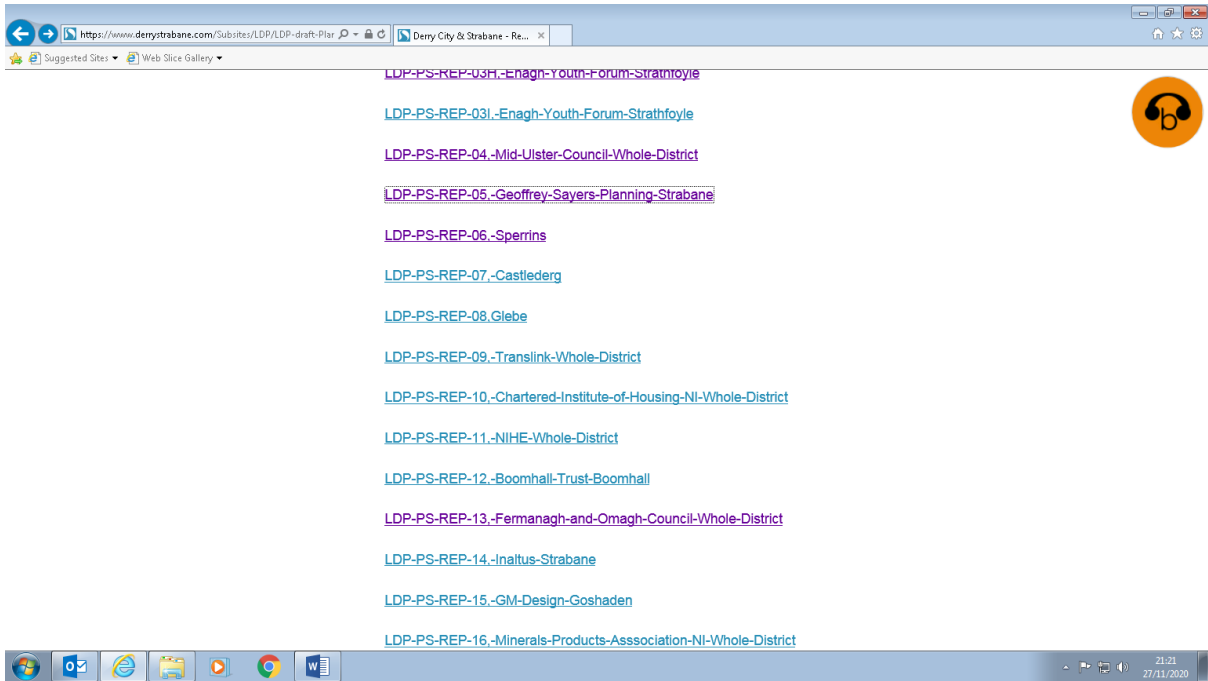 https://www.derrystrabane.com/Subsites/LDP/LDP-draft-Plar
Derry City & Strabane - Re...
Suggested Sites
Web Slice Gallery
LDP-PS-REP-03H,-Enagh-Youth-Forum-Strathfoyle
LDP-PS-REP-03I,-Enagh-Youth-Forum-Strathfoyle
b
LDP-PS-REP-04,-Mid-Ulster-Council-Whole-District
LDP-PS-REP-05,-Geoffrey-Sayers-Planning-Strabane
LDP-PS-REP-06,-Sperrins
LDP-PS-REP-07,-Castlederg
LDP-PS-REP-08,Glebe
LDP-PS-REP-09,-Translink-Whole-District
LDP-PS-REP-10,-Chartered-Institute-of-Housing-NI-Whole-District
LDP-PS-REP-11,-NIHE-Whole-District
LDP-PS-REP-12,-Boomhall-Trust-Boomhall
LDP-PS-REP-13,-Fermanagh-and-Omagh-Council-Whole-District
LDP-PS-REP-14,-Inaltus-Strabane
LDP-PS-REP-15,-GM-Design-Goshaden
LDP-PS-REP-16,-Minerals-Products-Asssociation-NI-Whole-District
21:21
27/11/2020